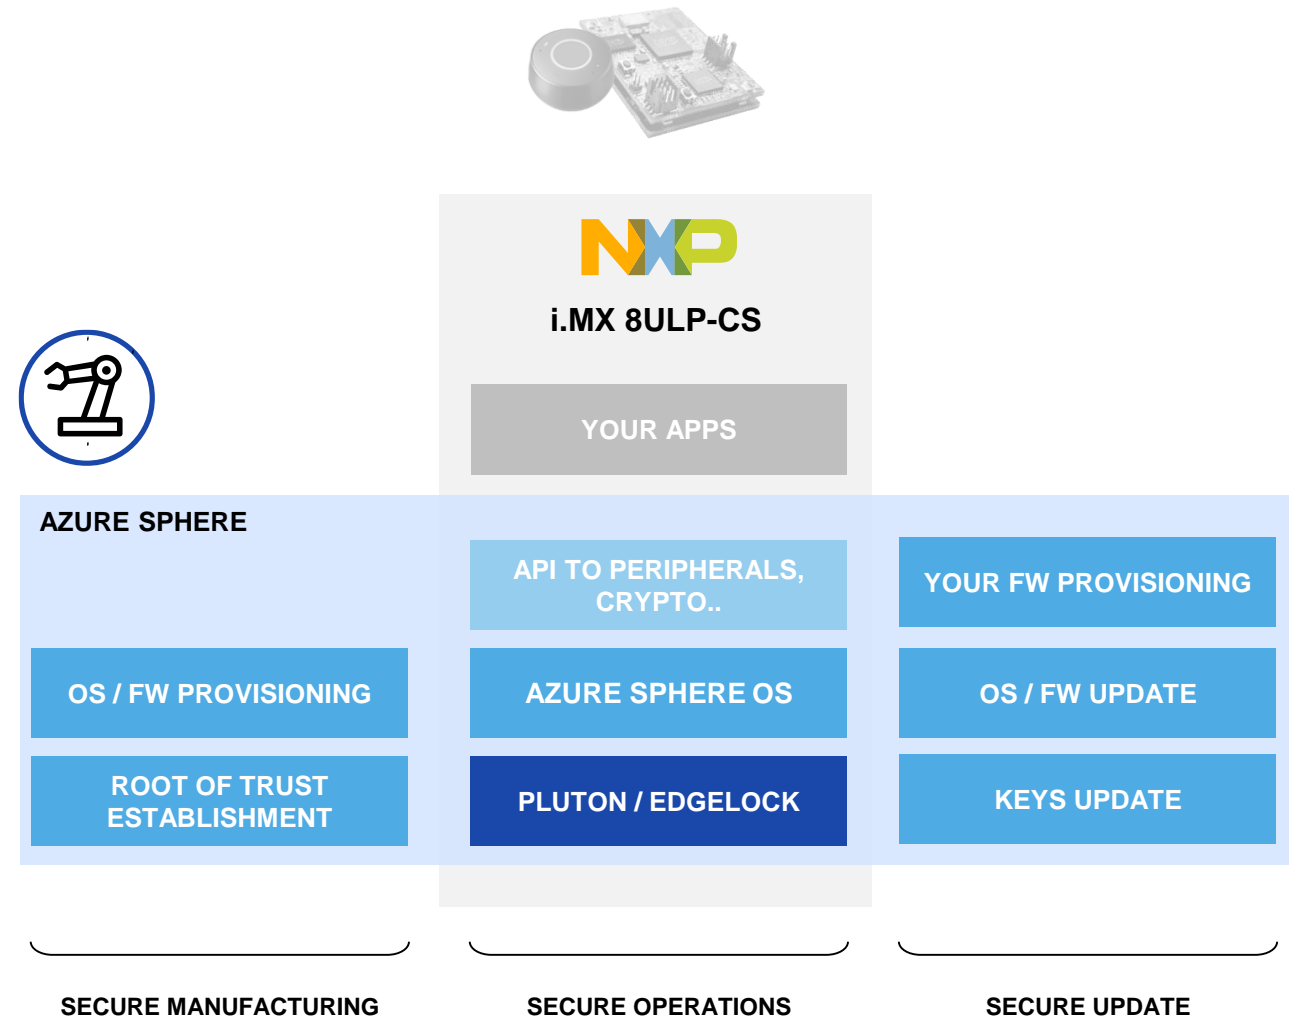 NXP
i.MX 8ULP-CS
YOUR APPS
AZURE SPHERE
API TO PERIPHERALS,
CRYPTO..
YOUR FW PROVISIONING
OS / FW PROVISIONING
AZURE SPHERE OS
OS / FW UPDATE
ROOT OF TRUST
ESTABLISHMENT
PLUTON / EDGELOCK
KEYS UPDATE
SECURE MANUFACTURING
SECURE OPERATIONS
SECURE UPDATE